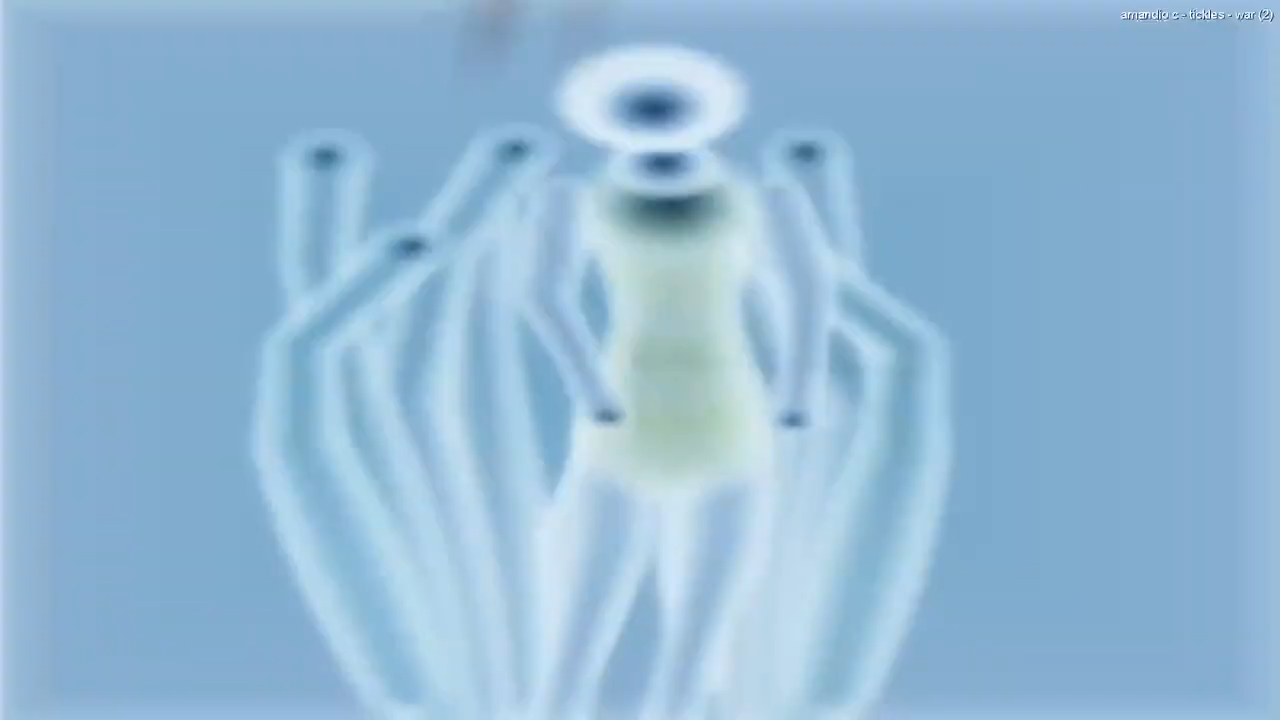 amandio c - tickles - war (2)